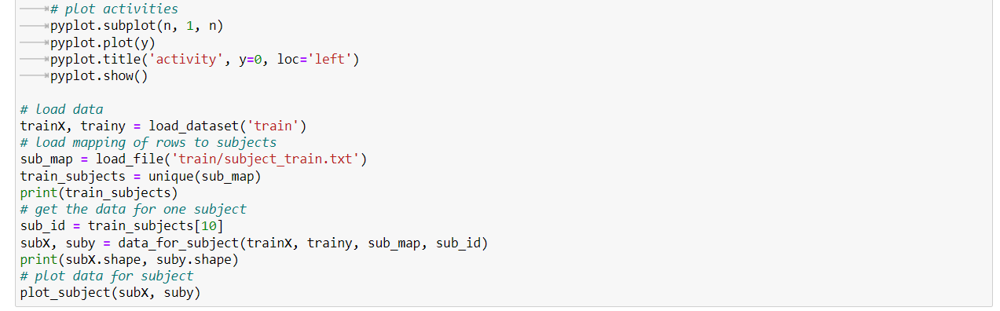 # plot activities
pyplot.subplot(n, 1, n)
pyplot.plot(y)
pyplot.title('activity', y=0, loc='left')
pyplot.show()

# load data
trainX, trainy = load_dataset('train')
# load mapping of rows to subjects
sub_map = load_file('train/subject_train.txt')
train_subjects = unique(sub_map)
print(train_subjects)
# get the data for one subject
sub_id = train_subjects[10]
subX, suby = data_for_subject(trainX, trainy, sub_map, sub_id)
print(subX.shape, suby.shape)
# plot data for subject
plot_subject(subX, suby)